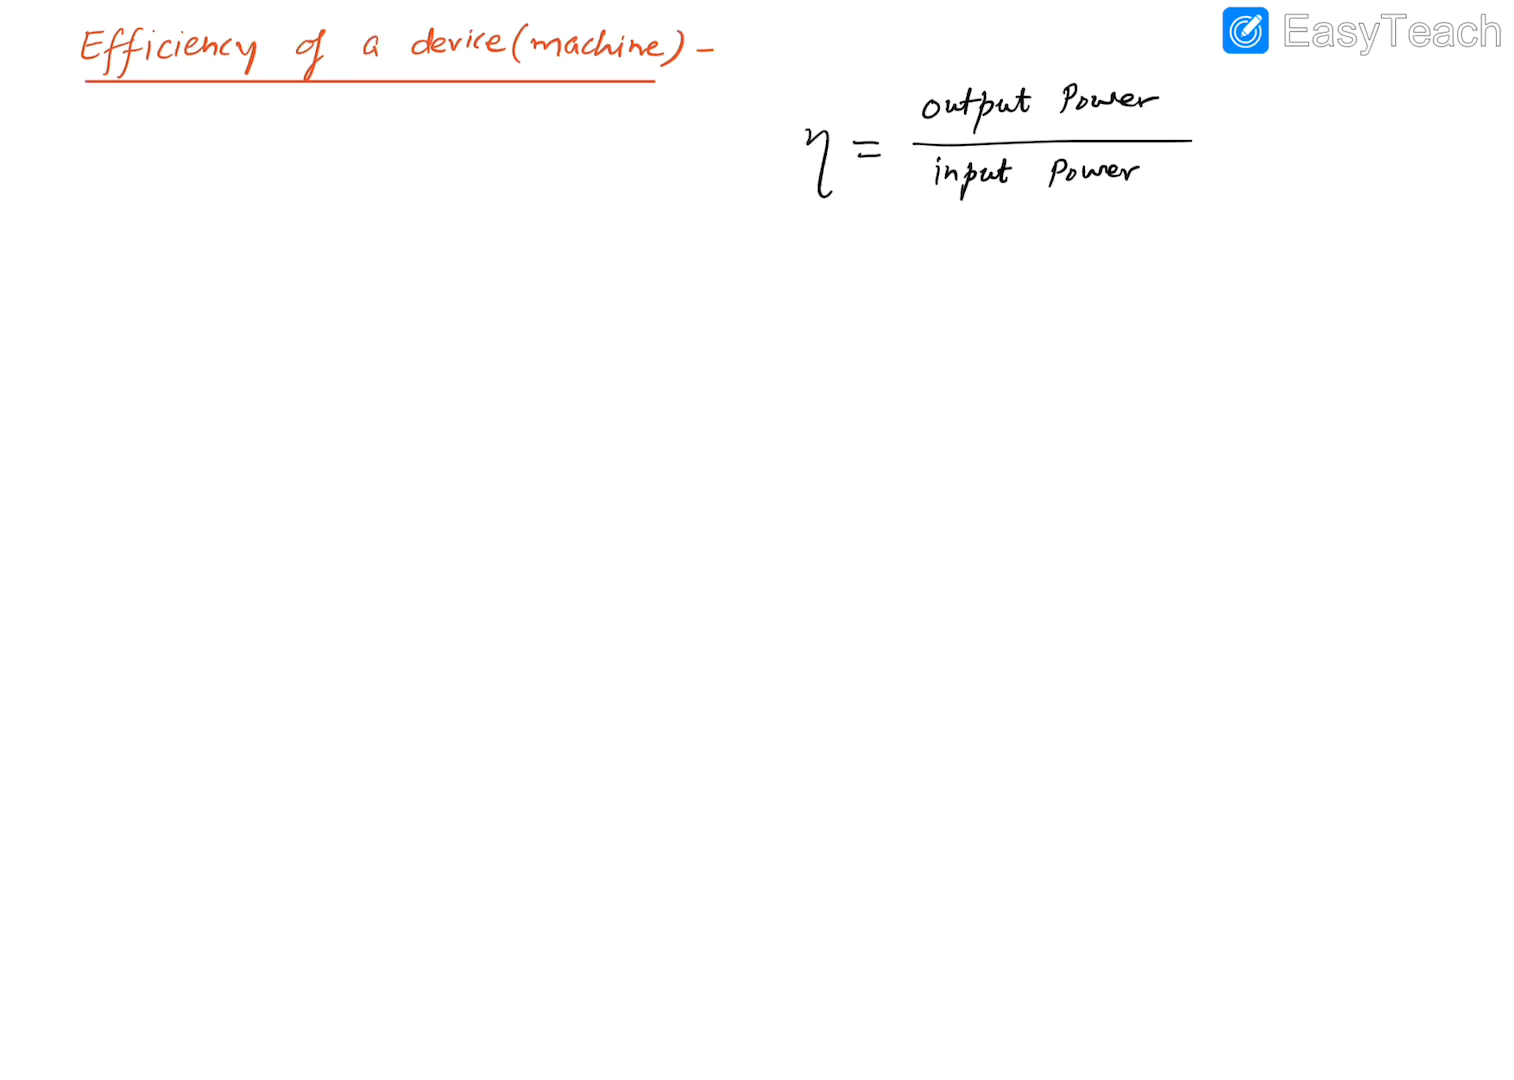 Efficiency of a device(machine) -
EasyTeach
η = output Power
input Power